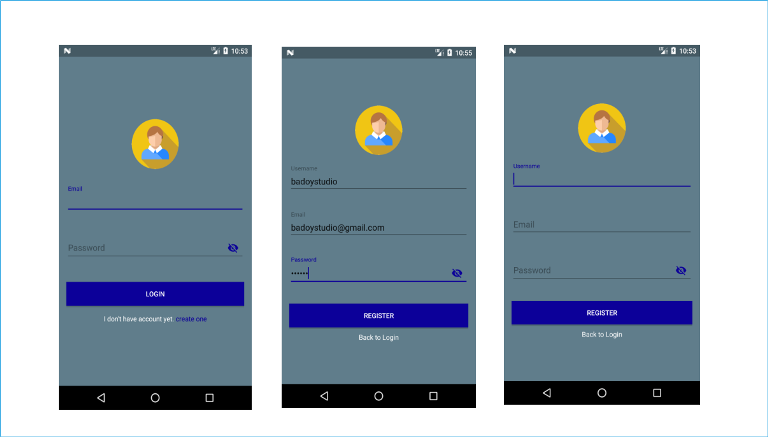 10:53
Email
Password
LOGIN
I don't have account yet create one
10:55
Username
badoystudio
Email
badoystudio@gmail.com
Password
••••••
REGISTER
Back to Login
10:53
Username
Email
Password
REGISTER
Back to Login